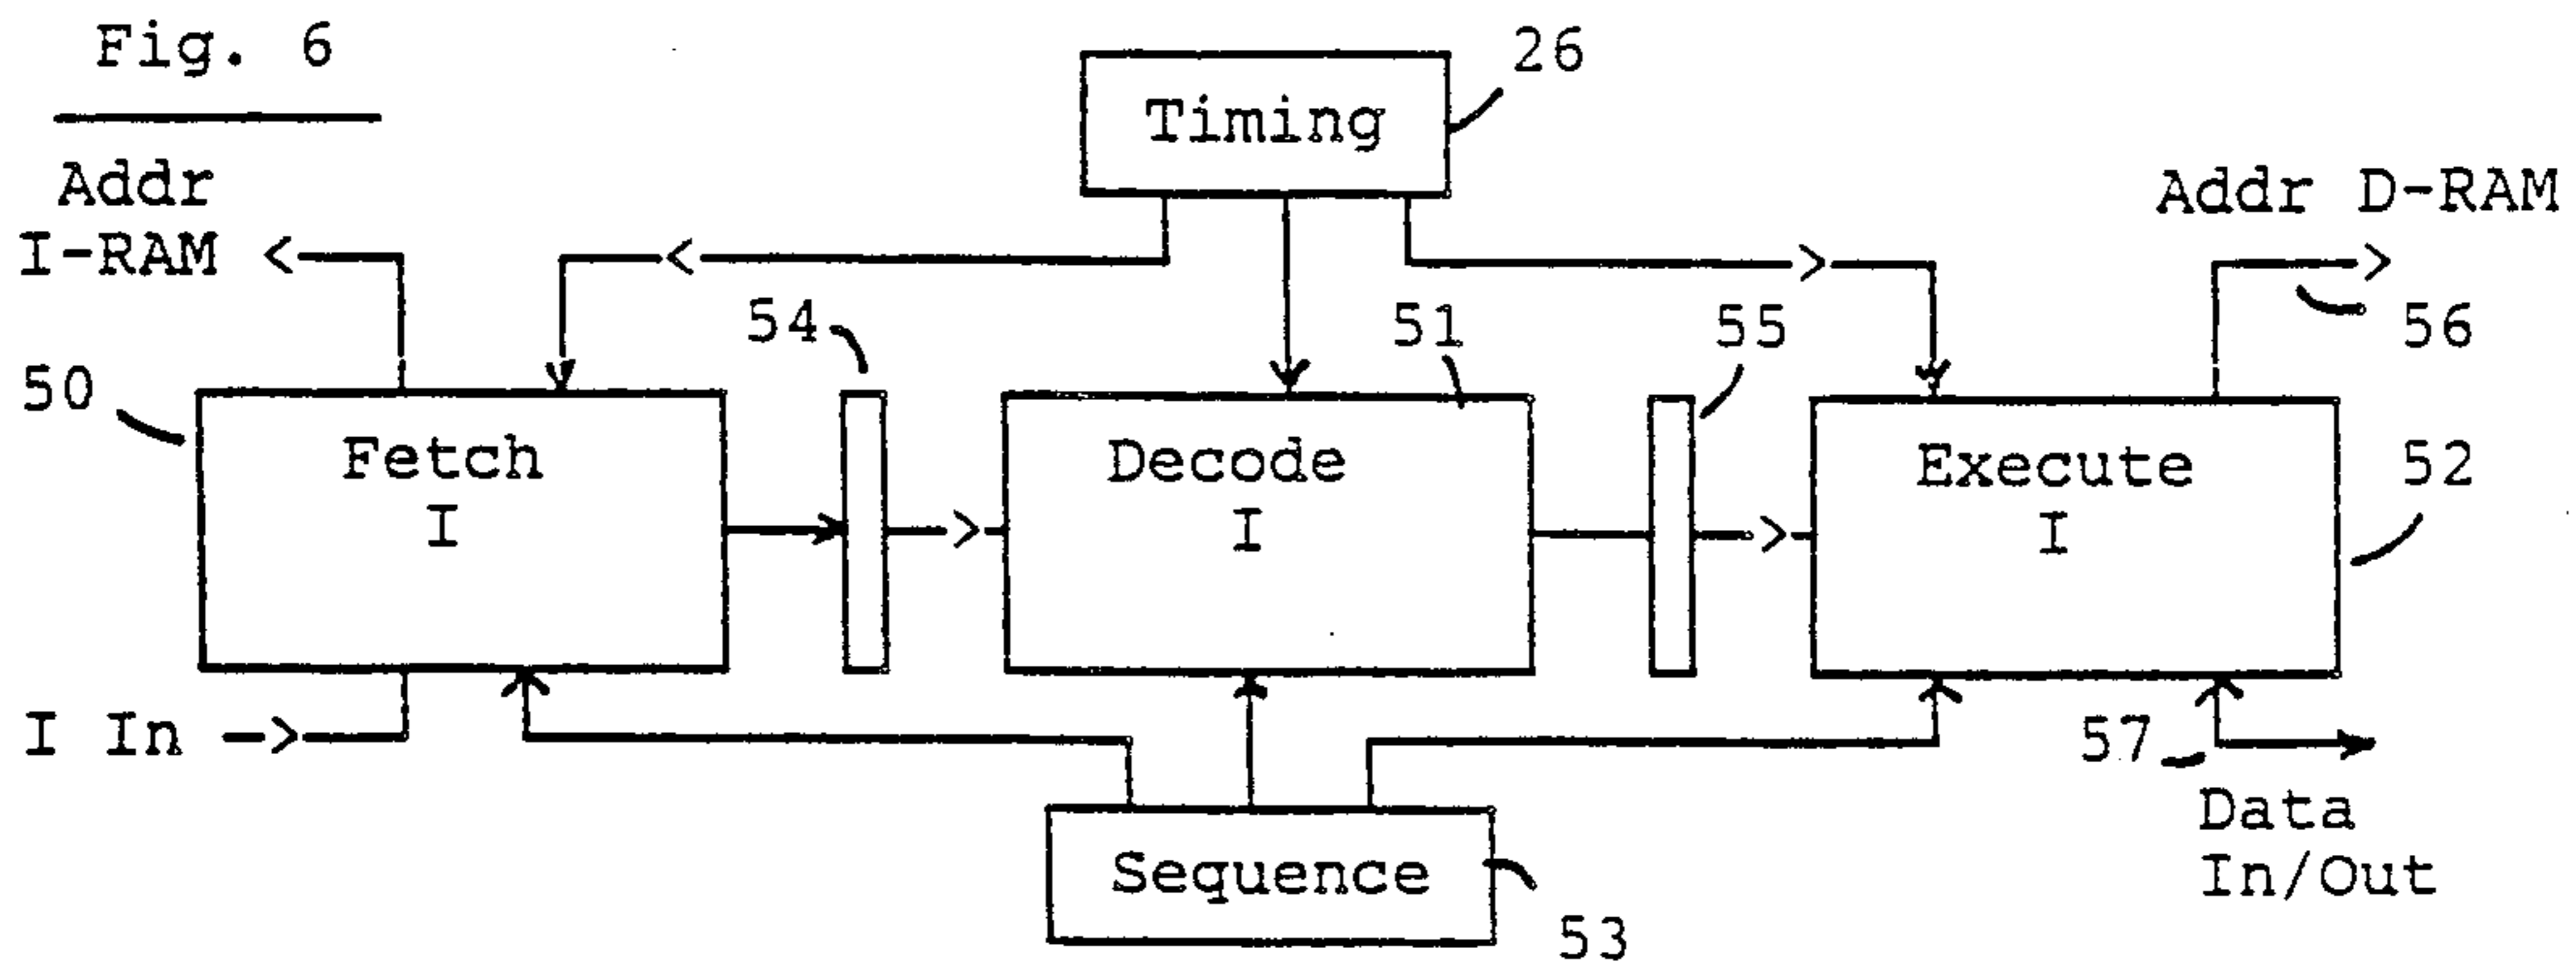 Fig. 6
26
Timing
Addr
I-RAM
Addr D-RAM
54
51
55
56
50
Fetch
I
Decode
I
Execute
I
52
I In
57
Data
In/Out
Sequence
53